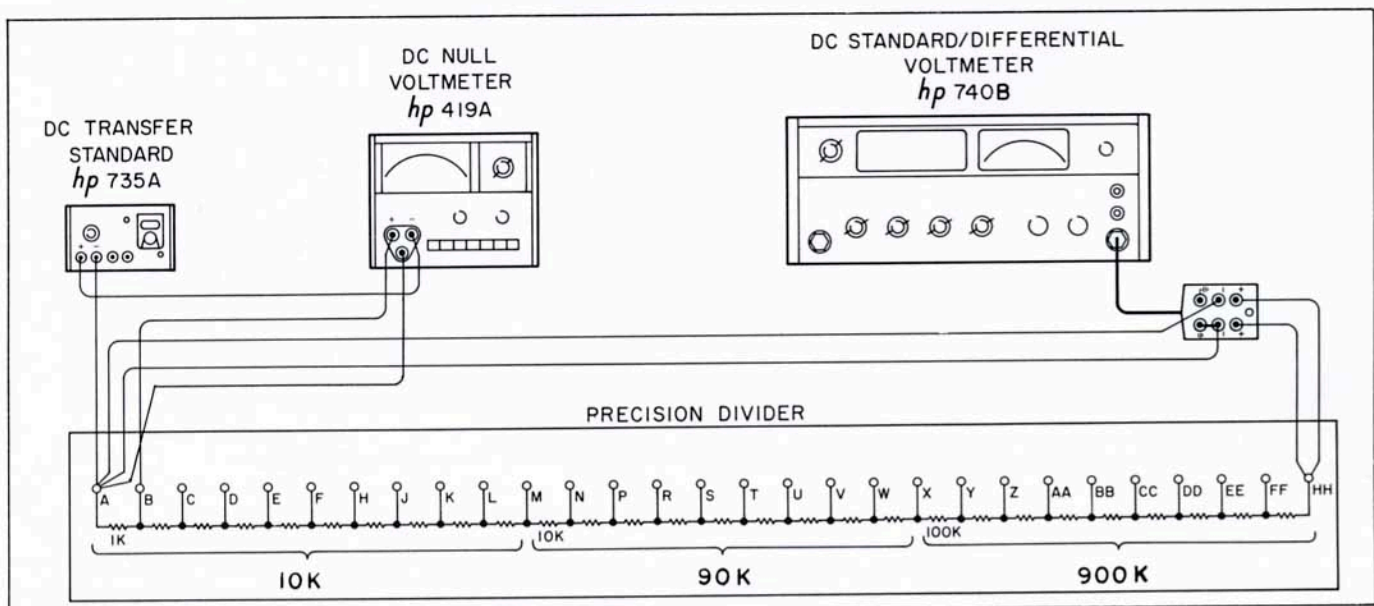 DC TRANSFER
STANDARD
hp 735A
DC NULL
VOLTMETER
hp 419A
DC STANDARD/DIFFERENTIAL
VOLTMETER
hp 740B
+ −
+ −
PRECISION DIVIDER
A B C D E F H J K L M N P R S T U V W X Y Z AA BB CC DD EE FF HH
1K 10K 100K
10K 90K 900K